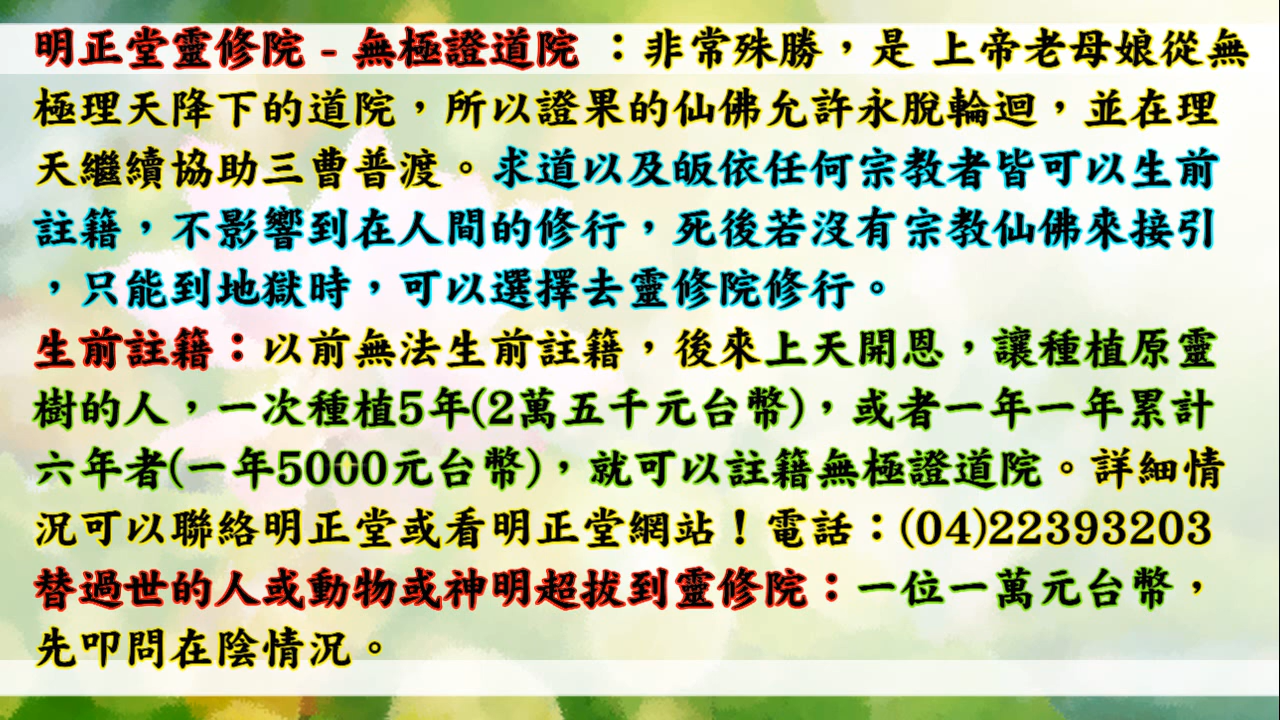 明正堂靈修院 - 無極證道院 ：非常殊勝，是 上帝老母娘從無
極理天降下的道院，所以證果的仙佛允許永脫輪迴，並在理
天繼續協助三曹普渡。求道以及皈依任何宗教者皆可以生前
註籍，不影響到在人間的修行，死後若沒有宗教仙佛來接引
，只能到地獄時，可以選擇去靈修院修行。
生前註籍：以前無法生前註籍，後來上天開恩，讓種植原靈
樹的人，一次種植5年(2萬五千元台幣)，或者一年一年累計
六年者(一年5000元台幣)，就可以註籍無極證道院。詳細情
況可以聯絡明正堂或看明正堂網站！電話：(04)22393203
替過世的人或動物或神明超拔到靈修院：一位一萬元台幣，
先叩問在陰情況。